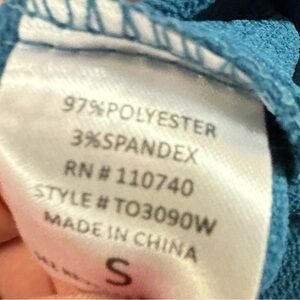 97%POLYESTER
3%SPANDEX
RN # 110740
STYLE # TO3090W
MADE IN CHINA
S